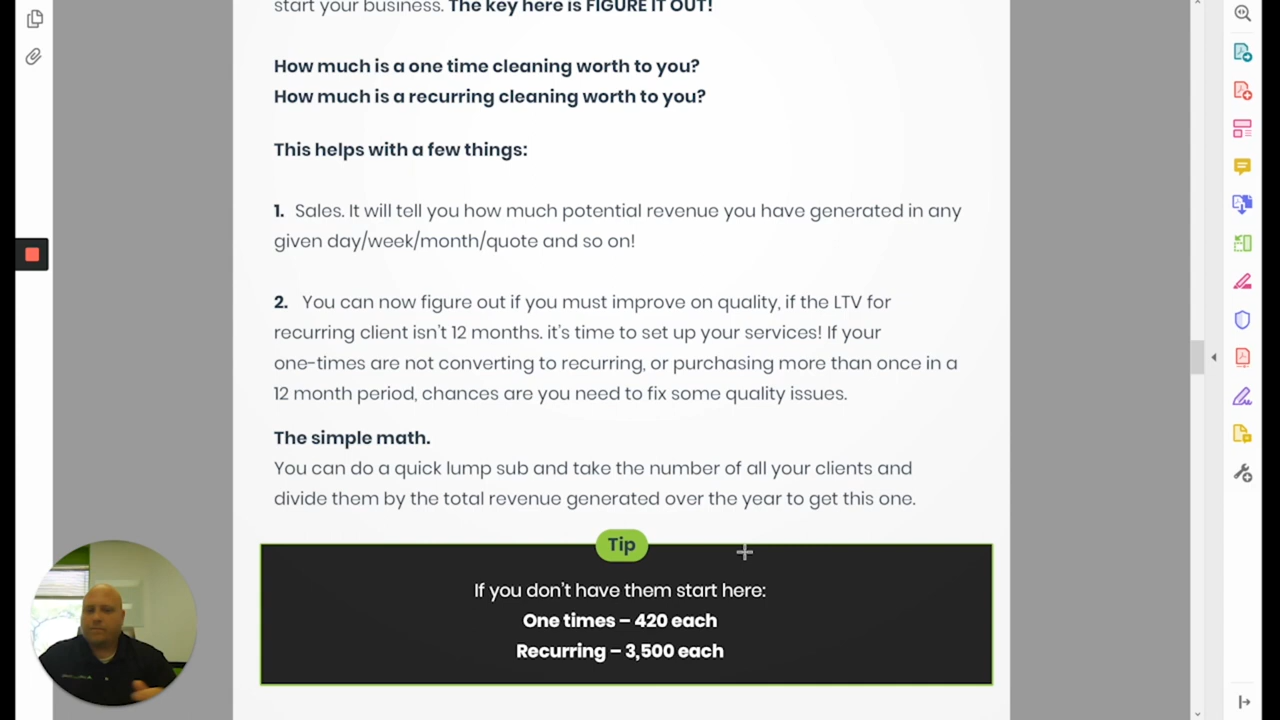 start your business. The key here is FIGURE IT OUT!
How much is a one time cleaning worth to you?
How much is a recurring cleaning worth to you?
This helps with a few things:
1. Sales. It will tell you how much potential revenue you have generated in any
given day/week/month/quote and so on!
2. You can now figure out if you must improve on quality, if the LTV for
recurring client isn't 12 months. it's time to set up your services! If your
one-times are not converting to recurring, or purchasing more than once in a
12 month period, chances are you need to fix some quality issues.
The simple math.
You can do a quick lump sub and take the number of all your clients and
divide them by the total revenue generated over the year to get this one.
Tip
If you don't have them start here:
One times – 420 each
Recurring – 3,500 each